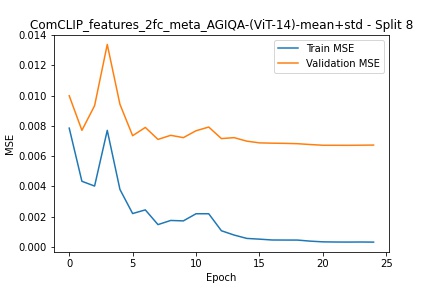 ComCLIP_features_2fc_meta_AGIQA-(ViT-14)-mean+std - Split 8
Train MSE
Validation MSE
MSE
0.014
0.012
0.010
0.008
0.006
0.004
0.002
0.000
0 5 10 15 20 25
Epoch